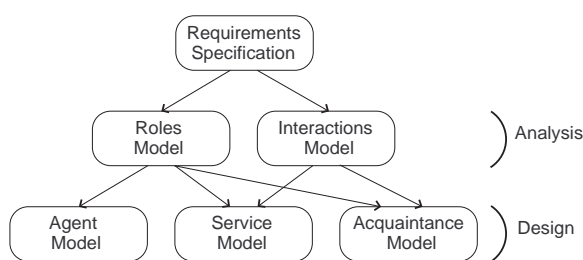 Requirements
Specification
Roles
Model
Interactions
Model
Analysis
Agent
Model
Service
Model
Acquaintance
Model
Design